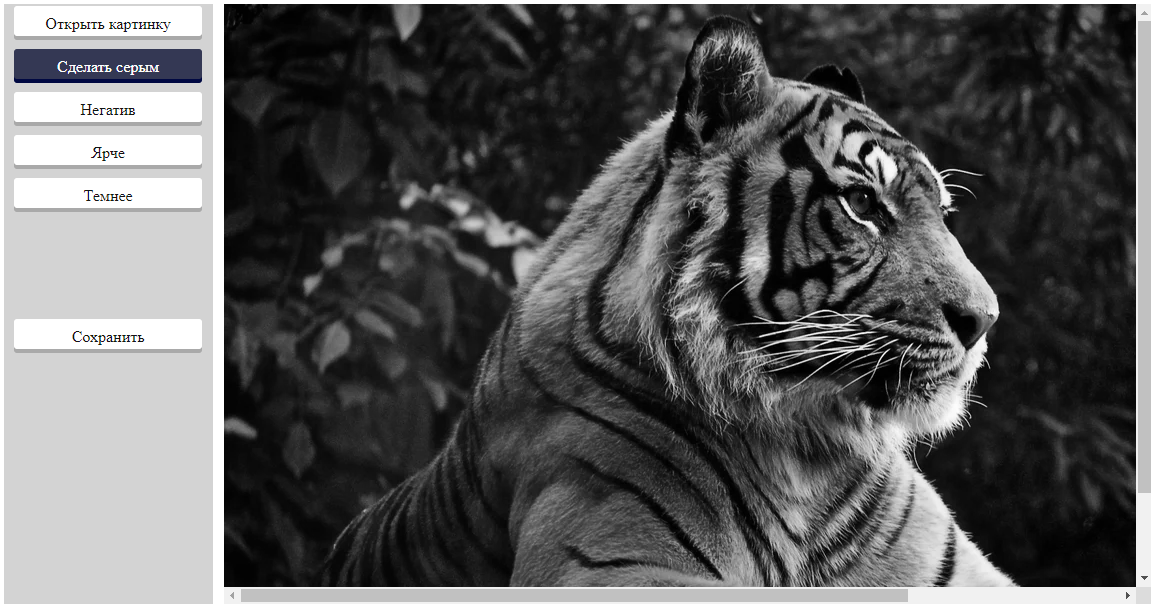 Открыть картинку
Сделать серым
Негатив
Ярче
Темнее
Сохранить